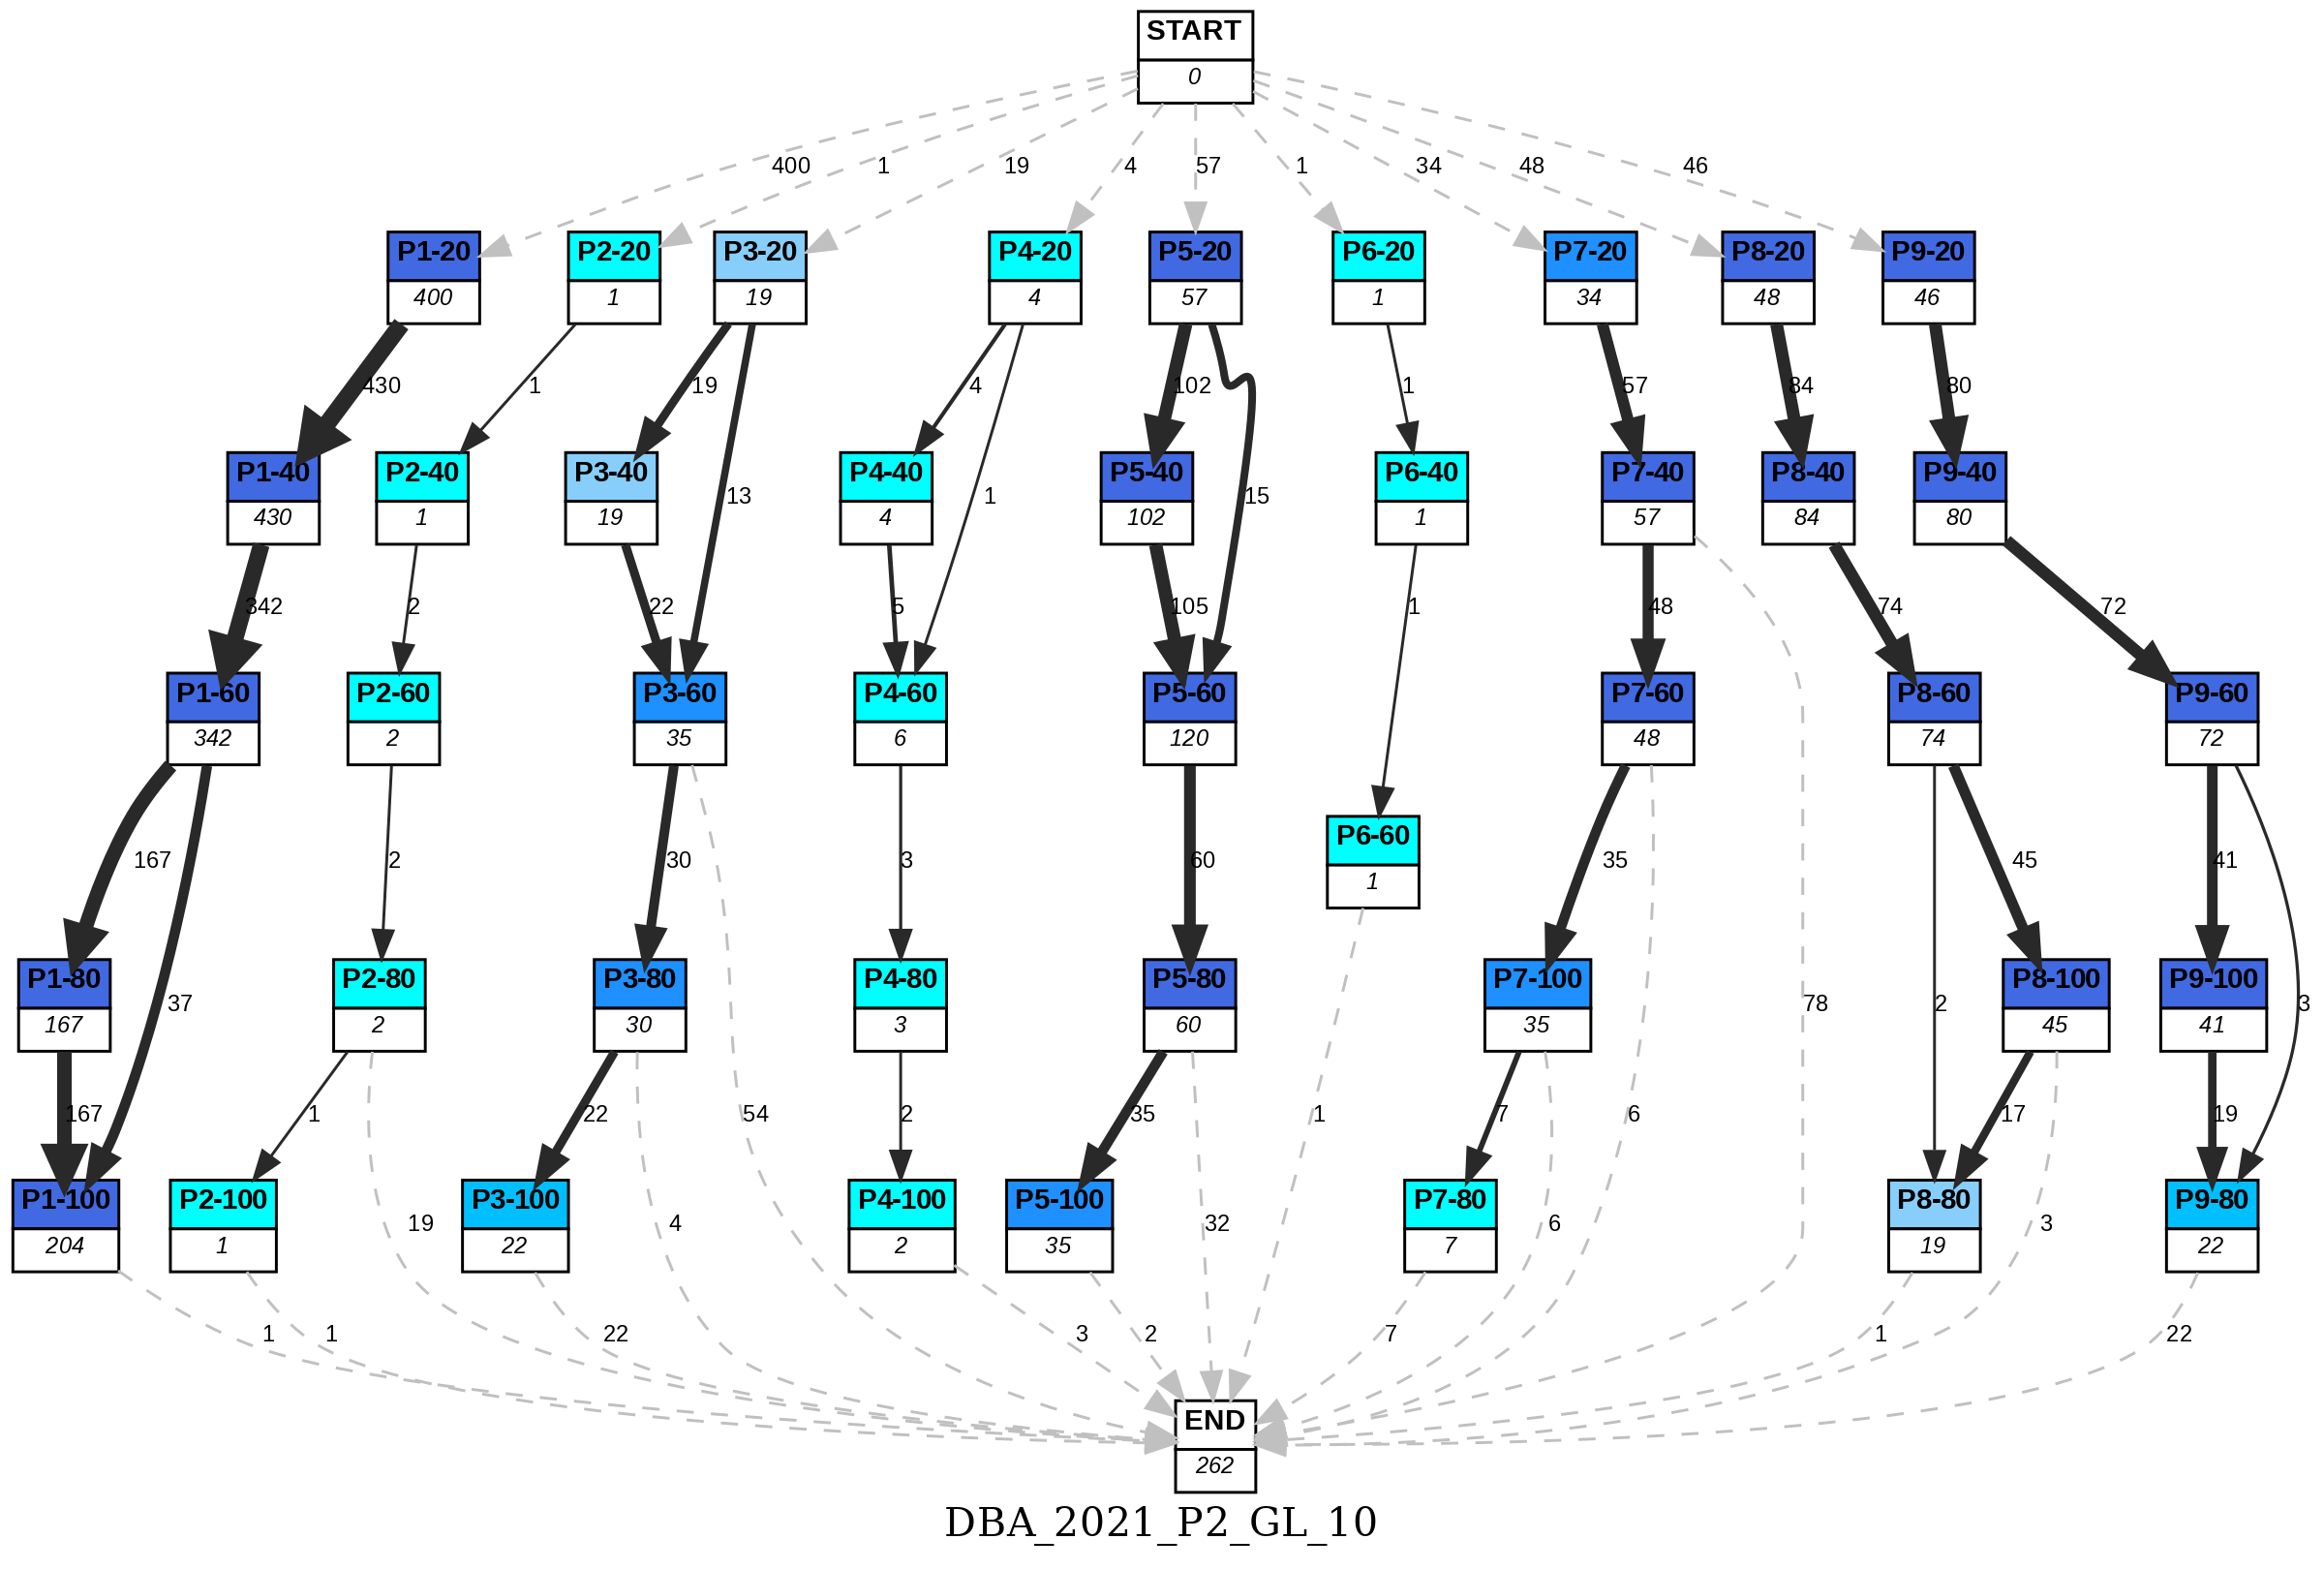 START
0
400
1
19
4
57
1
34
48
46
P1-20
400
P2-20
1
P3-20
19
P4-20
4
P5-20
57
P6-20
1
P7-20
34
P8-20
48
P9-20
46
430
1
19
4
102
1
57
84
80
13
1
15
P1-40
430
P2-40
1
P3-40
19
P4-40
4
P5-40
102
P6-40
1
P7-40
57
P8-40
84
P9-40
80
342
2
22
5
105
1
48
74
72
P1-60
342
P2-60
2
P3-60
35
P4-60
6
P5-60
120
P7-60
48
P8-60
74
P9-60
72
P6-60
1
167
2
30
3
60
35
45
41
37
2
78
3
P1-80
167
P2-80
2
P3-80
30
P4-80
3
P5-80
60
P7-100
35
P8-100
45
P9-100
41
167
1
22
54
2
35
1
7
6
17
19
P1-100
204
P2-100
1
P3-100
22
P4-100
2
P5-100
35
P7-80
7
P8-80
19
P9-80
22
19
4
32
6
3
1
1
22
3
2
7
1
22
END
262
DBA_2021_P2_GL_10